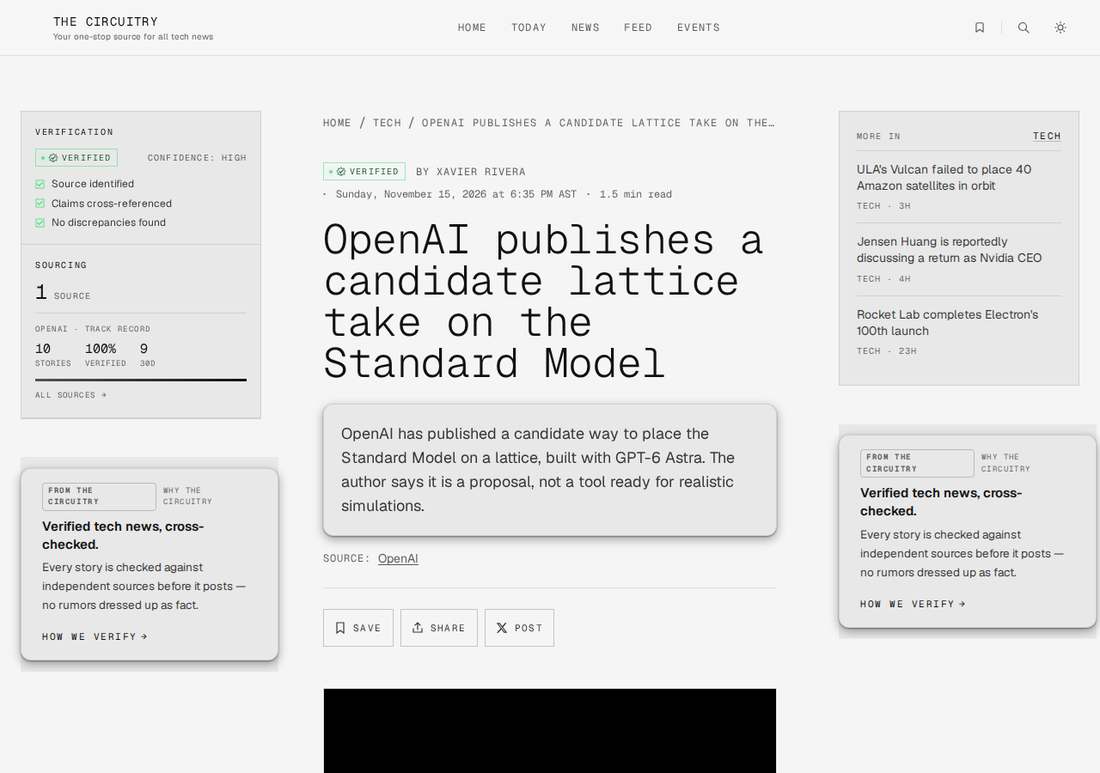 THE CIRCUITRY
Your one-stop source for all tech news
HOME TODAY NEWS FEED EVENTS
VERIFICATION
VERIFIED CONFIDENCE: HIGH
Source identified
Claims cross-referenced
No discrepancies found
SOURCING
1 SOURCE
OPENAI · TRACK RECORD
10 100% 9
STORIES VERIFIED 30D
ALL SOURCES →
FROM THE CIRCUITRY
WHY THE CIRCUITRY
Verified tech news, cross-
checked.
Every story is checked against
independent sources before it posts —
no rumors dressed up as fact.
HOW WE VERIFY →
HOME / TECH / OPENAI PUBLISHES A CANDIDATE LATTICE TAKE ON THE…
VERIFIED BY XAVIER RIVERA
· Sunday, November 15, 2026 at 6:35 PM AST · 1.5 min read
OpenAI publishes a
candidate lattice
take on the
Standard Model
OpenAI has published a candidate way to place the
Standard Model on a lattice, built with GPT-6 Astra. The
author says it is a proposal, not a tool ready for realistic
simulations.
SOURCE: OpenAI
SAVE SHARE POST
MORE IN TECH
ULA's Vulcan failed to place 40
Amazon satellites in orbit
TECH · 3H
Jensen Huang is reportedly
discussing a return as Nvidia CEO
TECH · 4H
Rocket Lab completes Electron's
100th launch
TECH · 23H
FROM THE CIRCUITRY
WHY THE CIRCUITRY
Verified tech news, cross-
checked.
Every story is checked against
independent sources before it posts —
no rumors dressed up as fact.
HOW WE VERIFY →